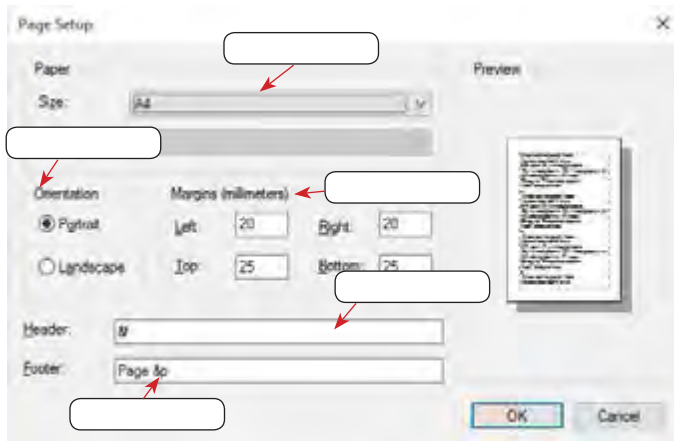 Page Setup
Paper
Preview
Size:
A4
Orientation
Margins (millimeters)
Portrait
Left:
20
Right:
20
Landscape
Top:
25
Bottom:
25
Header:
&f
Footer:
Page &p
OK
Cancel